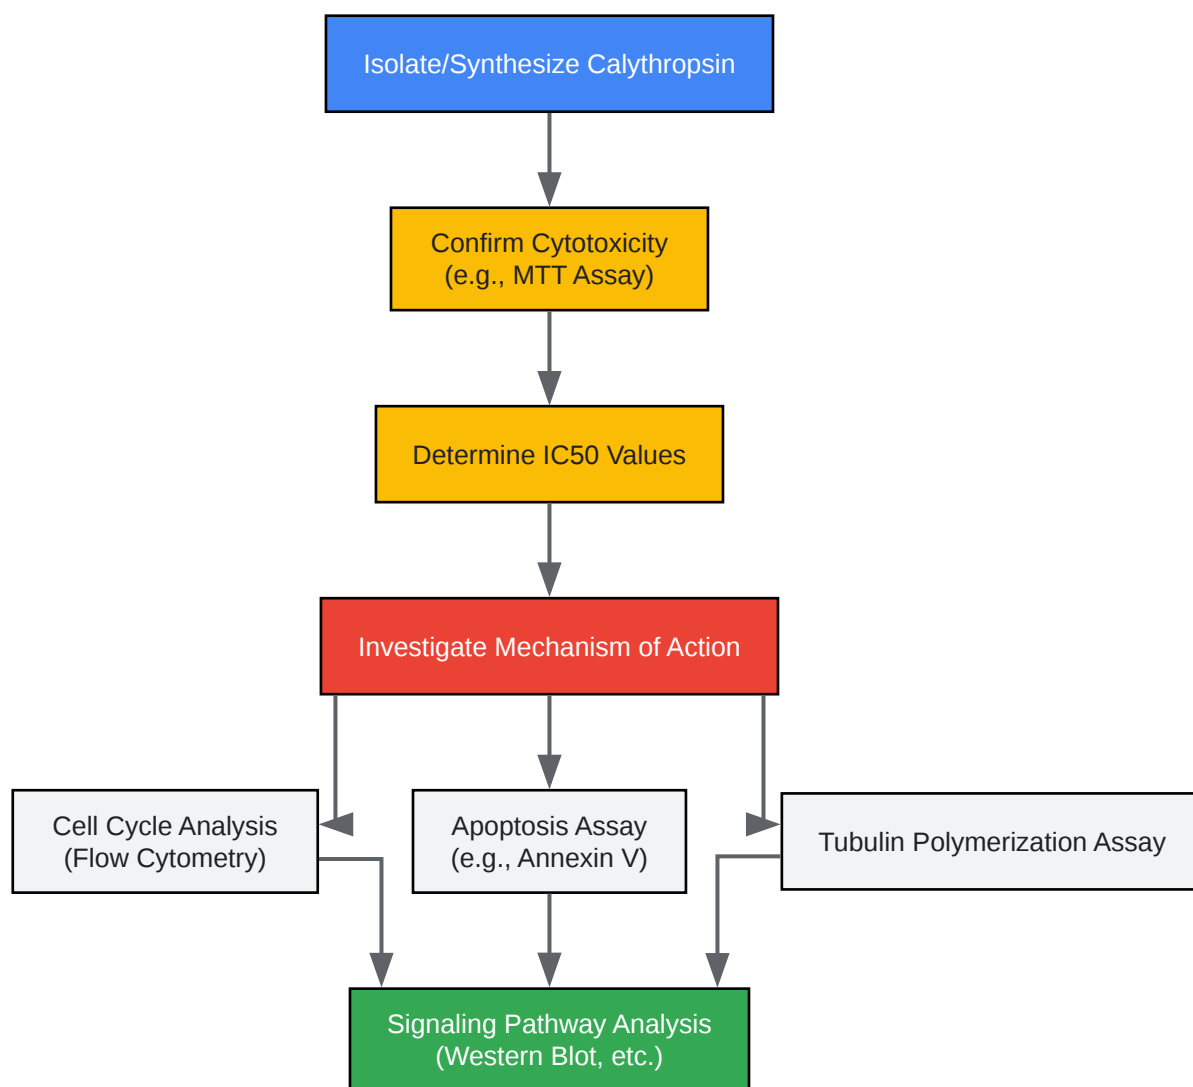 Isolate/Synthesize Calythropsin
Confirm Cytotoxicity
(e.g., MTT Assay)
Determine IC50 Values
Investigate Mechanism of Action
Cell Cycle Analysis
(Flow Cytometry)
Apoptosis Assay
(e.g., Annexin V)
Tubulin Polymerization Assay
Signaling Pathway Analysis
(Western Blot, etc.)